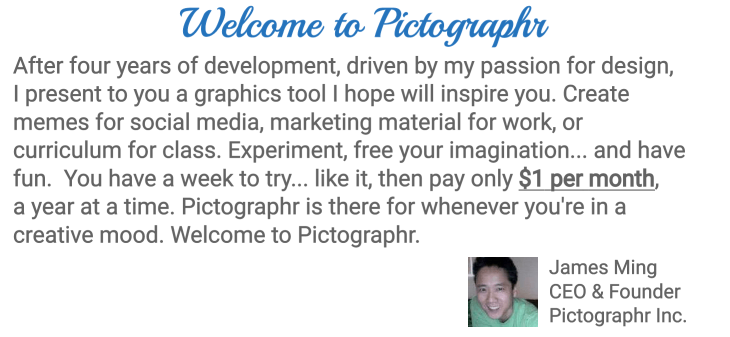 Welcome to Pictographr
After four years of development, driven by my passion for design,
I present to you a graphics tool I hope will inspire you. Create
memes for social media, marketing material for work, or
curriculum for class. Experiment, free your imagination... and have
fun.  You have a week to try... like it, then pay only $1 per month,
a year at a time. Pictographr is there for whenever you're in a
creative mood. Welcome to Pictographr.
James Ming
CEO & Founder
Pictographr Inc.